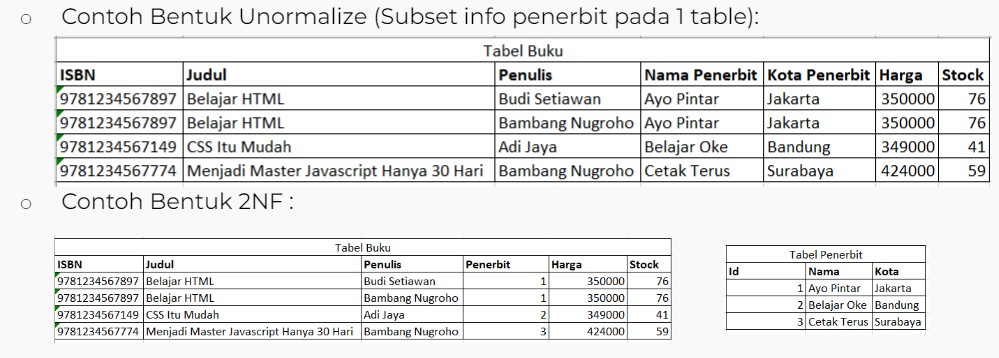 Contoh Bentuk Unormalize (Subset info penerbit pada 1 table):
Tabel Buku
ISBN Judul Penulis Nama Penerbit Kota Penerbit Harga Stock
9781234567897 Belajar HTML Budi Setiawan Ayo Pintar Jakarta 350000 76
9781234567897 Belajar HTML Bambang Nugroho Ayo Pintar Jakarta 350000 76
9781234567149 CSS Itu Mudah Adi Jaya Belajar Oke Bandung 349000 41
9781234567774 Menjadi Master Javascript Hanya 30 Hari Bambang Nugroho Cetak Terus Surabaya 424000 59
Contoh Bentuk 2NF :
Tabel Buku
ISBN Judul Penulis Penerbit Harga Stock
9781234567897 Belajar HTML Budi Setiawan 1 350000 76
9781234567897 Belajar HTML Bambang Nugroho 1 350000 76
9781234567149 CSS Itu Mudah Adi Jaya 2 349000 41
9781234567774 Menjadi Master Javascript Hanya 30 Hari Bambang Nugroho 3 424000 59
Tabel Penerbit
Id Nama Kota
1 Ayo Pintar Jakarta
2 Belajar Oke Bandung
3 Cetak Terus Surabaya